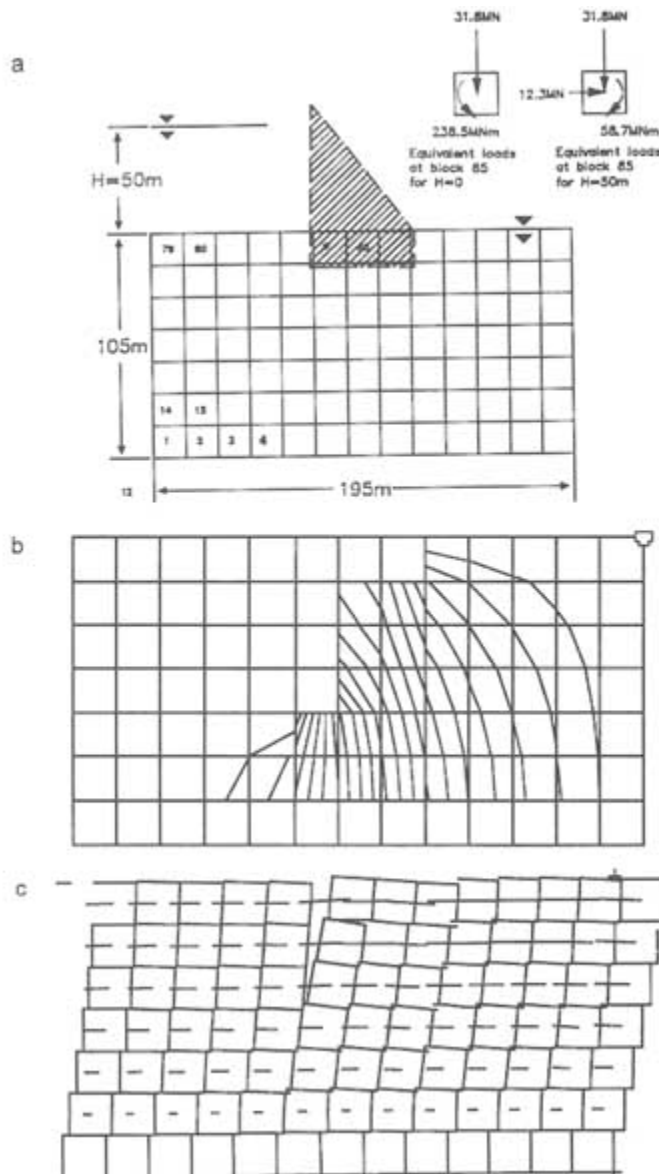 a
31.8MN
31.8MN
12.3MN
238.5MNm
58.7MNm
Equivalent loads
at block 85
for H=0
Equivalent loads
at block 85
for H=50m
H=50m
79
80
105m
14
15
1
2
3
4
195m
b
c